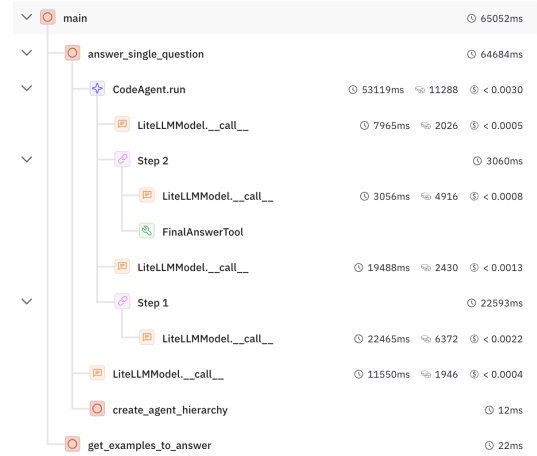 main 65052ms
answer_single_question 64684ms
CodeAgent.run 53119ms 11288 < 0.0030
LiteLLMModel.__call__ 7965ms 2026 < 0.0005
Step 2 3060ms
LiteLLMModel.__call__ 3056ms 4916 < 0.0008
FinalAnswerTool
LiteLLMModel.__call__ 19488ms 2430 < 0.0013
Step 1 22593ms
LiteLLMModel.__call__ 22465ms 6372 < 0.0022
LiteLLMModel.__call__ 11550ms 1946 < 0.0004
create_agent_hierarchy 12ms
get_examples_to_answer 22ms